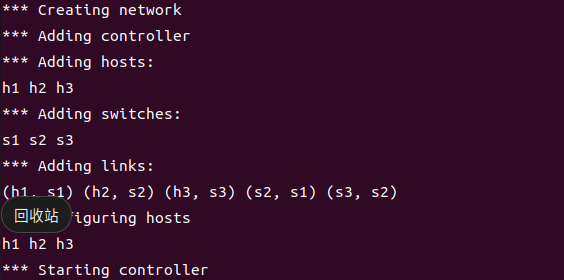 *** Creating network
*** Adding controller
*** Adding hosts:
h1 h2 h3
*** Adding switches:
s1 s2 s3
*** Adding links:
(h1, s1) (h2, s2) (h3, s3) (s2, s1) (s3, s2)
回收站
figuring hosts
h1 h2 h3
*** Starting controller